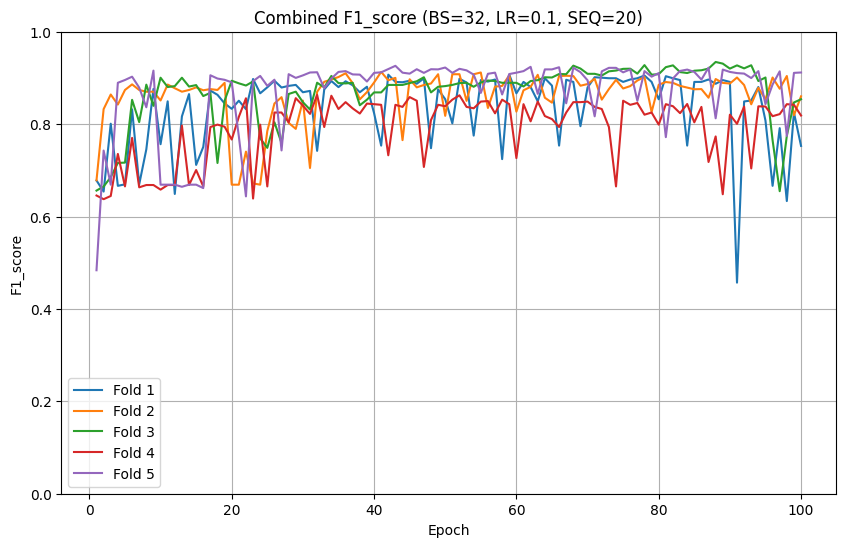 Combined F1_score (BS=32, LR=0.1, SEQ=20)
F1_score
1.0
0.8
0.6
0.4
0.2
0.0
Fold 1
Fold 2
Fold 3
Fold 4
Fold 5
0 20 40 60 80 100
Epoch